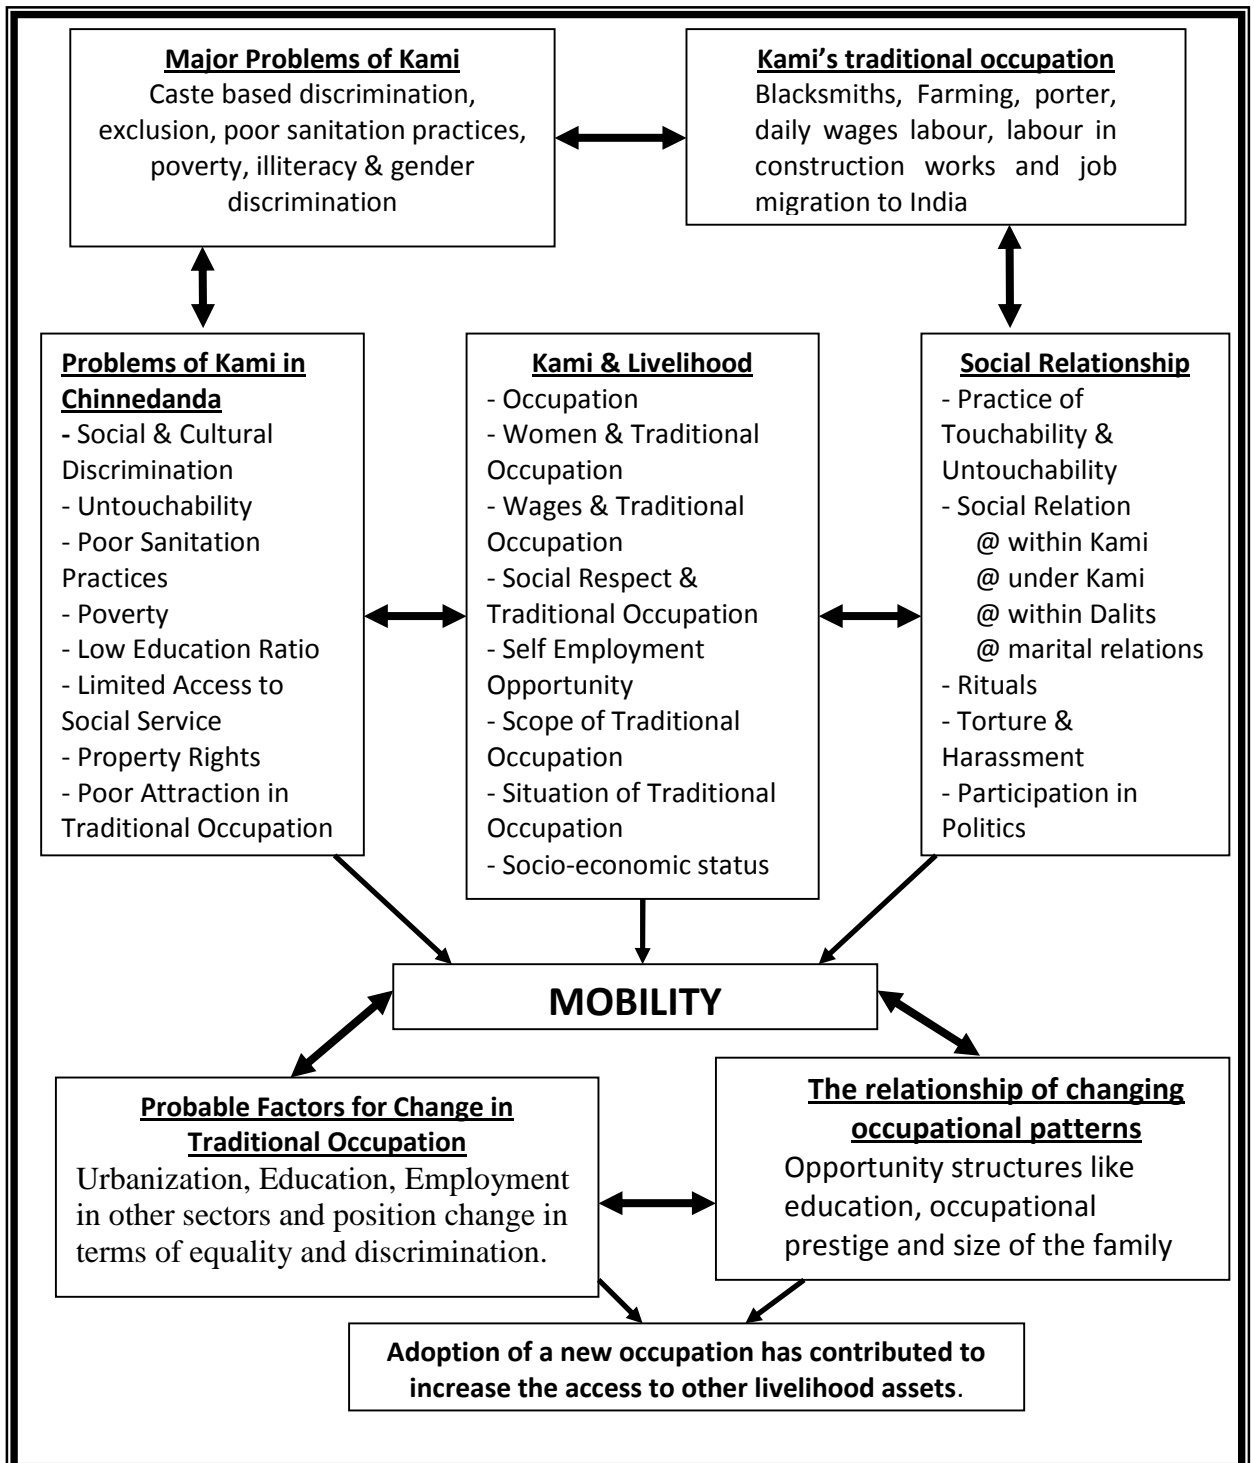 Major Problems of Kami
Caste based discrimination,
exclusion, poor sanitation practices,
poverty, illiteracy & gender
discrimination
Kami’s traditional occupation
Blacksmiths, Farming, porter,
daily wages labour, labour in
construction works and job
migration to India
Problems of Kami in
Chinnedanda
- Social & Cultural
Discrimination
- Untouchability
- Poor Sanitation
Practices
- Poverty
- Low Education Ratio
- Limited Access to
Social Service
- Property Rights
- Poor Attraction in
Traditional Occupation
Kami & Livelihood
- Occupation
- Women & Traditional
Occupation
- Wages & Traditional
Occupation
- Social Respect &
Traditional Occupation
- Self Employment
Opportunity
- Scope of Traditional
Occupation
- Situation of Traditional
Occupation
- Socio-economic status
Social Relationship
- Practice of
Touchability &
Untouchability
- Social Relation
@ within Kami
@ under Kami
@ within Dalits
@ marital relations
- Rituals
- Torture &
Harassment
- Participation in
Politics
MOBILITY
Probable Factors for Change in
Traditional Occupation
Urbanization, Education, Employment
in other sectors and position change in
terms of equality and discrimination.
The relationship of changing
occupational patterns
Opportunity structures like
education, occupational
prestige and size of the family
Adoption of a new occupation has contributed to
increase the access to other livelihood assets.